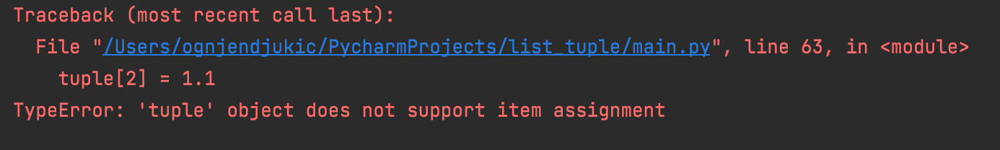 Traceback (most recent call last):
File "/Users/ognjendjukic/PycharmProjects/list_tuple/main.py", line 63, in <module>
tuple[2] = 1.1
TypeError: 'tuple' object does not support item assignment